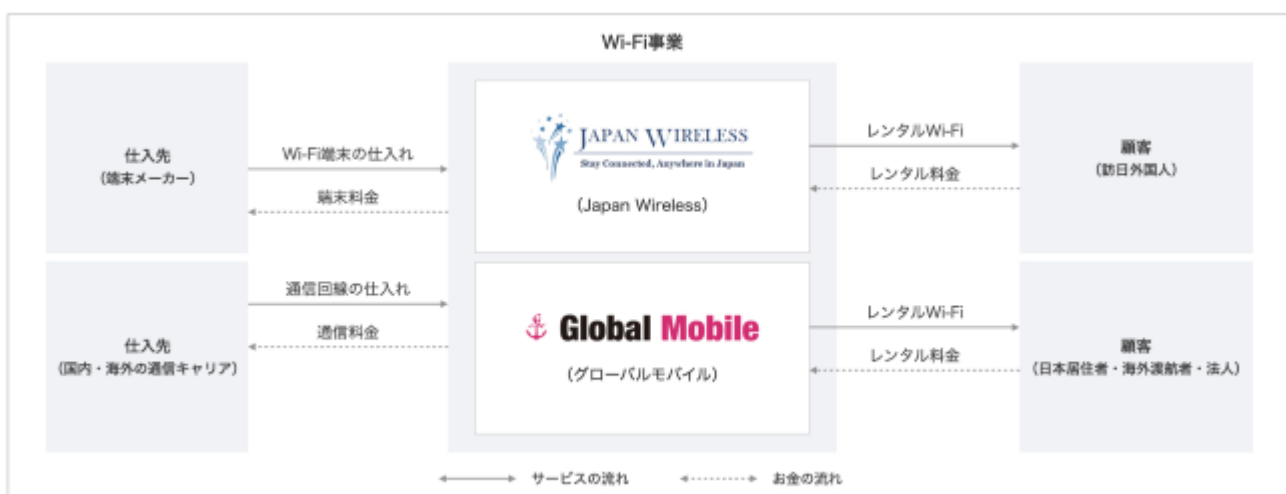 Wi-Fi事業
仕入先
(端末メーカー)
Wi-Fi端末の仕入れ
端末料金
JAPAN WIRELESS
Stay Connected, Anywhere in Japan
(Japan Wireless)
レンタルWi-Fi
レンタル料金
顧客
(訪日外国人)
仕入先
(国内・海外の通信キャリア)
通信回線の仕入れ
通信料金
Global Mobile
(グローバルモバイル)
レンタルWi-Fi
レンタル料金
顧客
(日本居住者・海外渡航者・法人)
サービスの流れ
お金の流れ